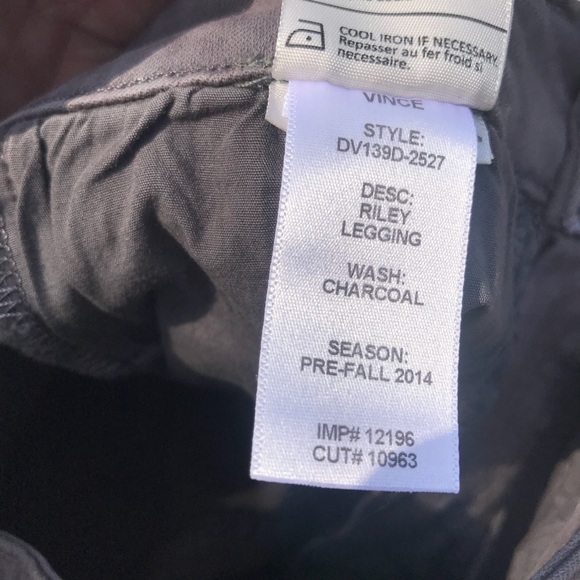 COOL IRON IF NECESSARY
Repasser au fer froid si
necessaire.
VINCE
STYLE:
DV139D-2527
DESC:
RILEY
LEGGING
WASH:
CHARCOAL
SEASON:
PRE-FALL 2014
IMP# 12196
CUT# 10963